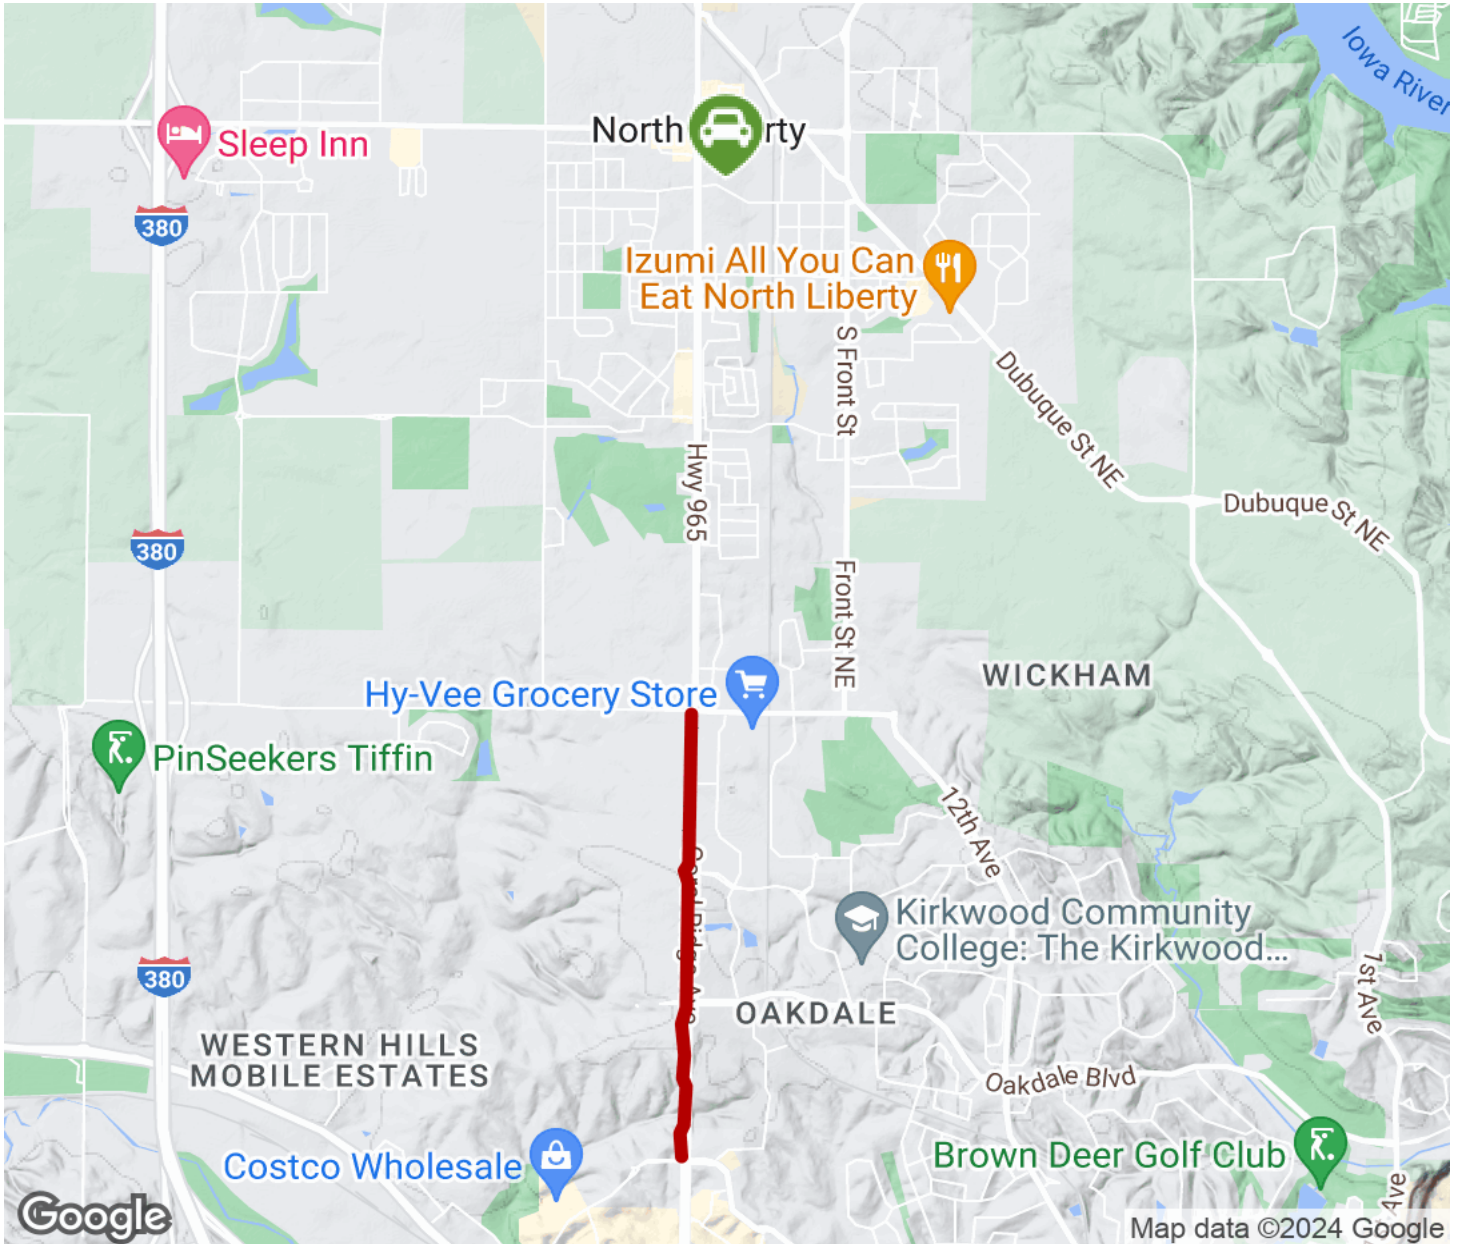 Iowa River
North rty
Sleep Inn
380
Izumi All You Can
Eat North Liberty
S Front St
Dubuque St NE
Hwy 965
Dubuque St NE
380
Front St NE
WICKHAM
Hy-Vee Grocery Store
PinSeekers Tiffin
12th Ave
Kirkwood Community
College: The Kirkwood...
380
1st Ave
OAKDALE
WESTERN HILLS
MOBILE ESTATES
Oakdale Blvd
Brown Deer Golf Club
Costco Wholesale
Ave
Google
Map data ©2024 Google